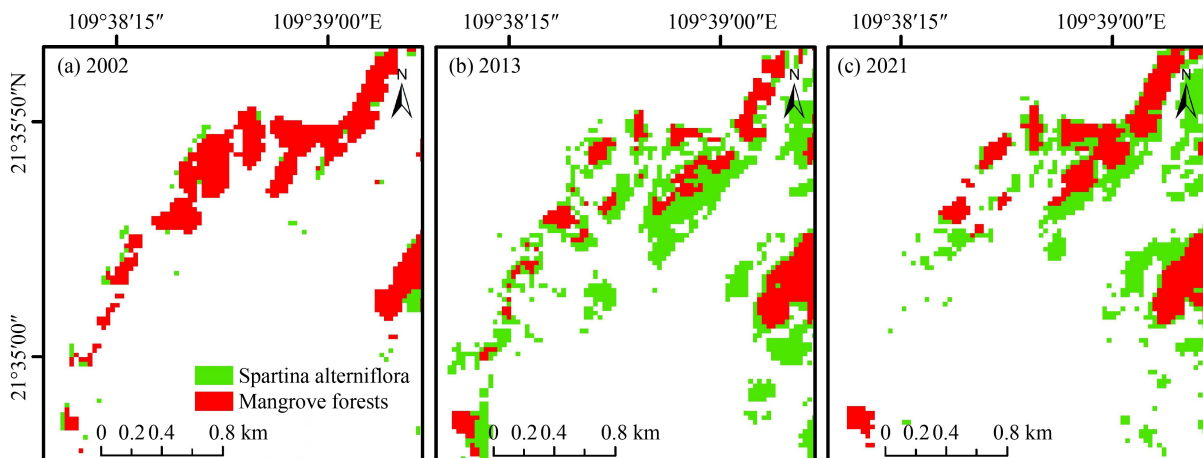 109°38′15″ 109°39′00″E 109°38′15″ 109°39′00″E 109°38′15″ 109°39′00″E
(a) 2002 (b) 2013 (c) 2021
N N N
21°35′50″N
21°35′00″
Spartina alterniflora
Mangrove forests
0 0.2 0.4 0.8 km 0 0.2 0.4 0.8 km 0 0.2 0.4 0.8 km